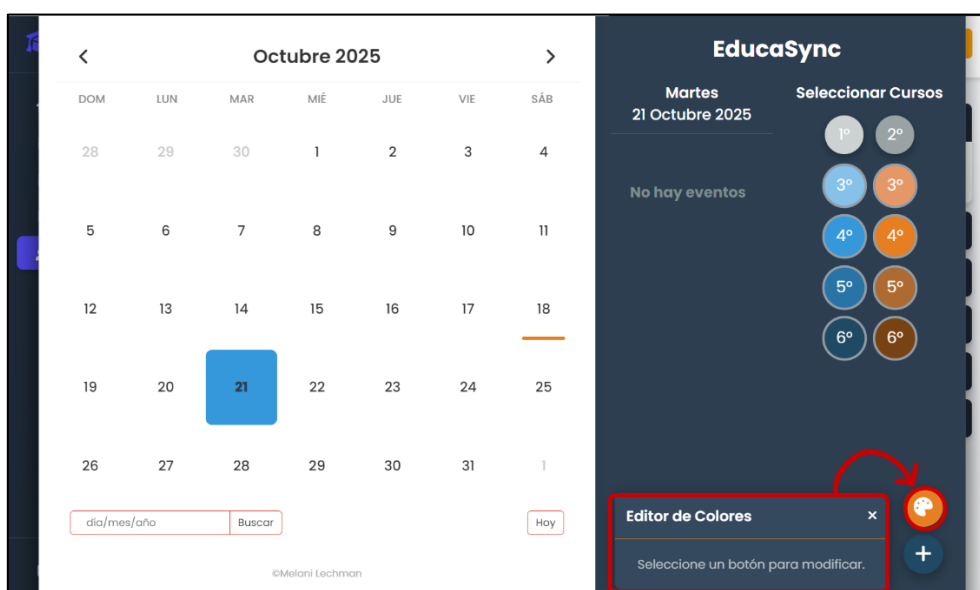 Octubre 2025
DOM LUN MAR MIÉ JUE VIE SÁB
28 29 30 1 2 3 4
5 6 7 8 9 10 11
12 13 14 15 16 17 18
19 20 21 22 23 24 25
26 27 28 29 30 31 1
día/mes/año Buscar Hoy
©Melani Lechman
EducaSync
Martes
21 Octubre 2025
No hay eventos
Seleccionar Cursos
1º 2º
3º 3º
4º 4º
5º 5º
6º 6º
Editor de Colores ×
Seleccione un botón para modificar.
+